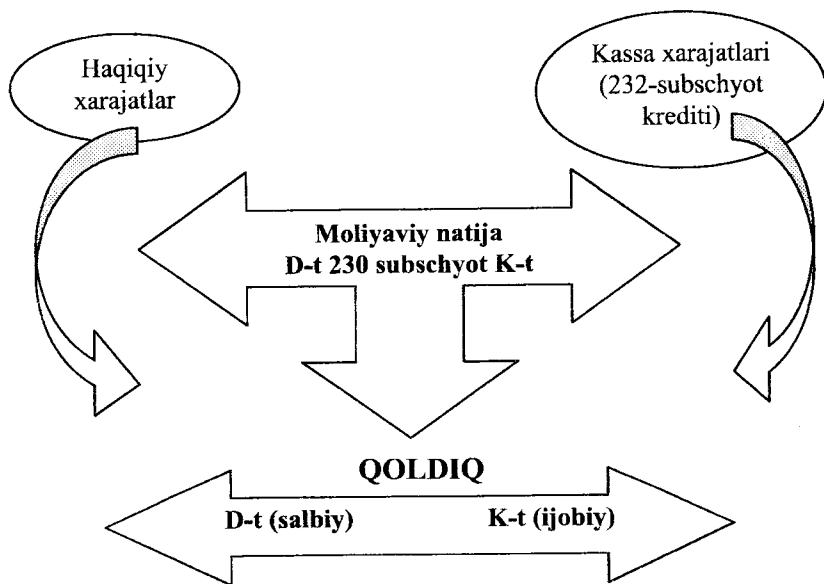 Haqiqiy
xarajatlar
Kassa xarajatlari
(232-subschyot
krediti)
Moliyaviy natija
D-t 230 subschyot K-t
QOLDIQ
D-t (salbiy)
K-t (ijobiy)